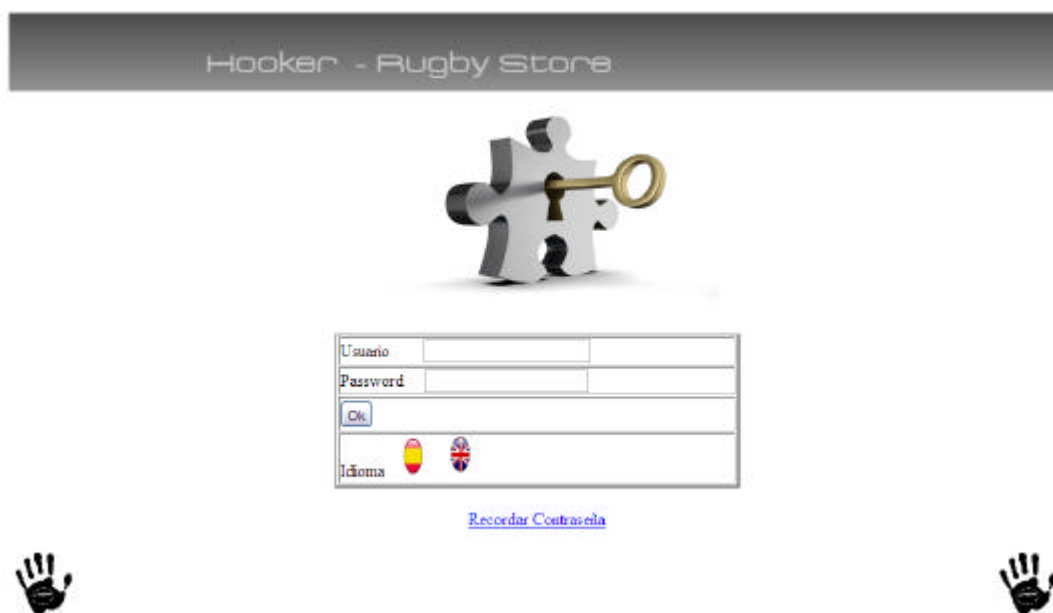 Hooker - Rugby Store
Usuario
Password
Ok
Idioma
Recordar Contraseña